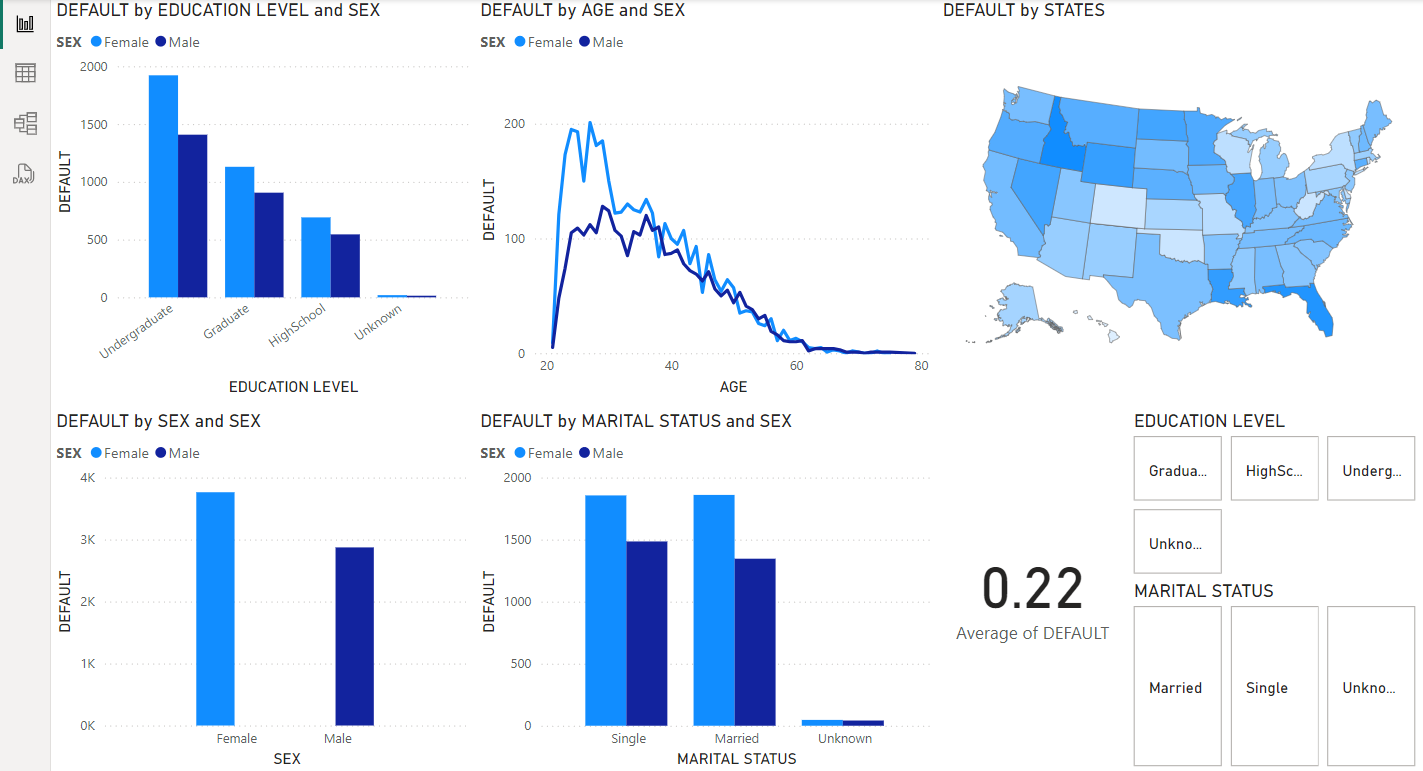 DEFAULT by EDUCATION LEVEL and SEX
SEX Female Male
2000
1500
1000
500
0
DEFAULT
Undergraduate
Graduate
HighSchool
Unknown
EDUCATION LEVEL
DEFAULT by AGE and SEX
SEX Female Male
200
100
0
DEFAULT
20 40 60 80
AGE
DEFAULT by STATES
DAX
DEFAULT by SEX and SEX
SEX Female Male
4K
3K
2K
1K
0K
DEFAULT
Female Male
SEX
DEFAULT by MARITAL STATUS and SEX
SEX Female Male
2000
1500
1000
500
0
DEFAULT
Single Married Unknown
MARITAL STATUS
0.22
Average of DEFAULT
EDUCATION LEVEL
Gradua... HighSc... Underg...
Unkno...
MARITAL STATUS
Married Single Unkno...